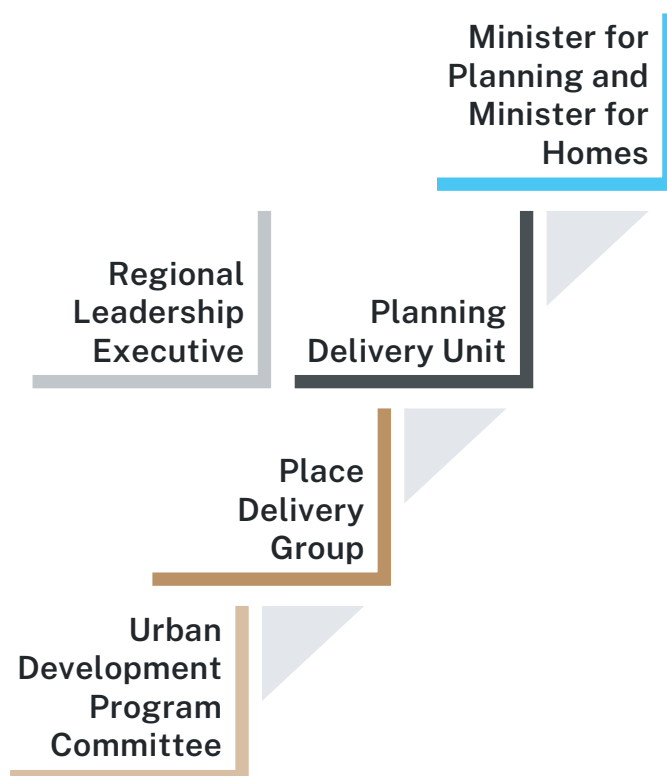 Minister for
Planning and
Minister for
Homes
Regional
Leadership
Executive
Planning
Delivery Unit
Place
Delivery
Group
Urban
Development
Program
Committee